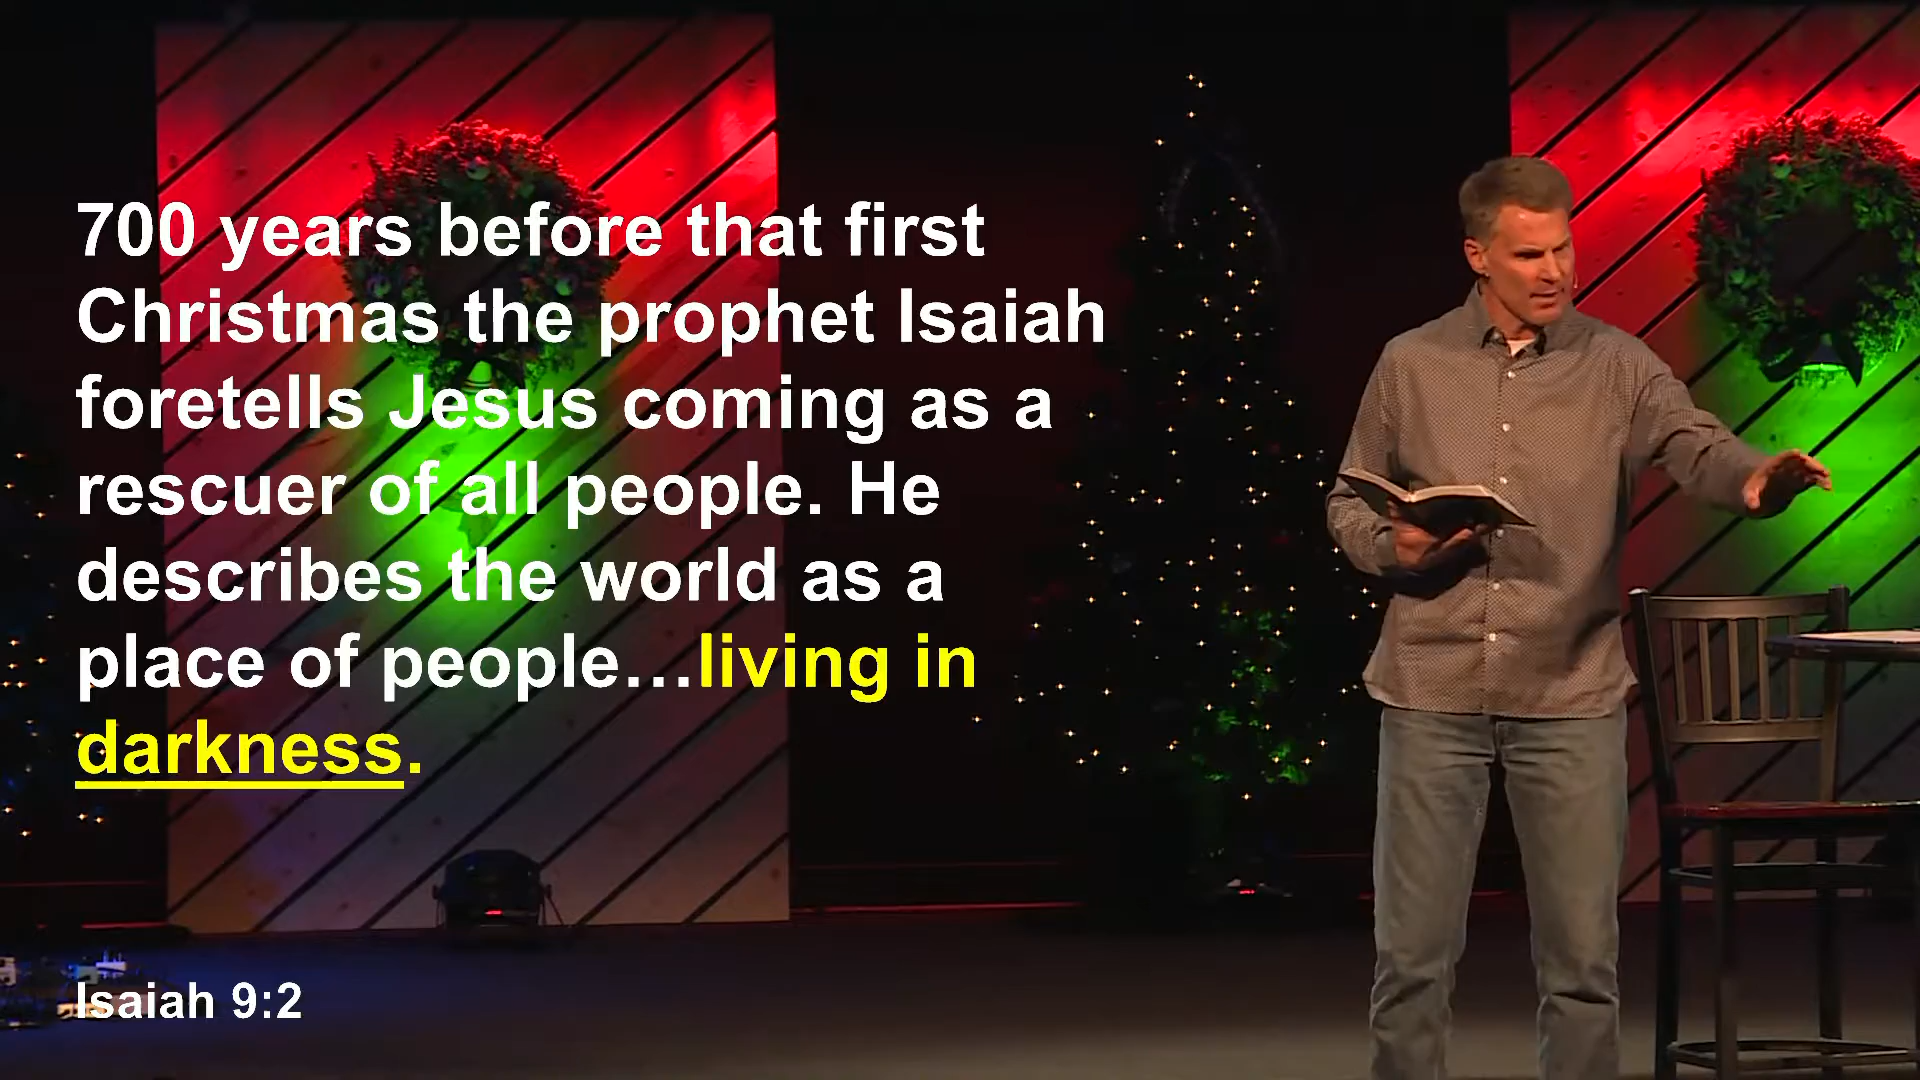 700 years before that first
Christmas the prophet Isaiah
foretells Jesus coming as a
rescuer of all people. He
describes the world as a
place of people…living in
darkness.
Isaiah 9:2